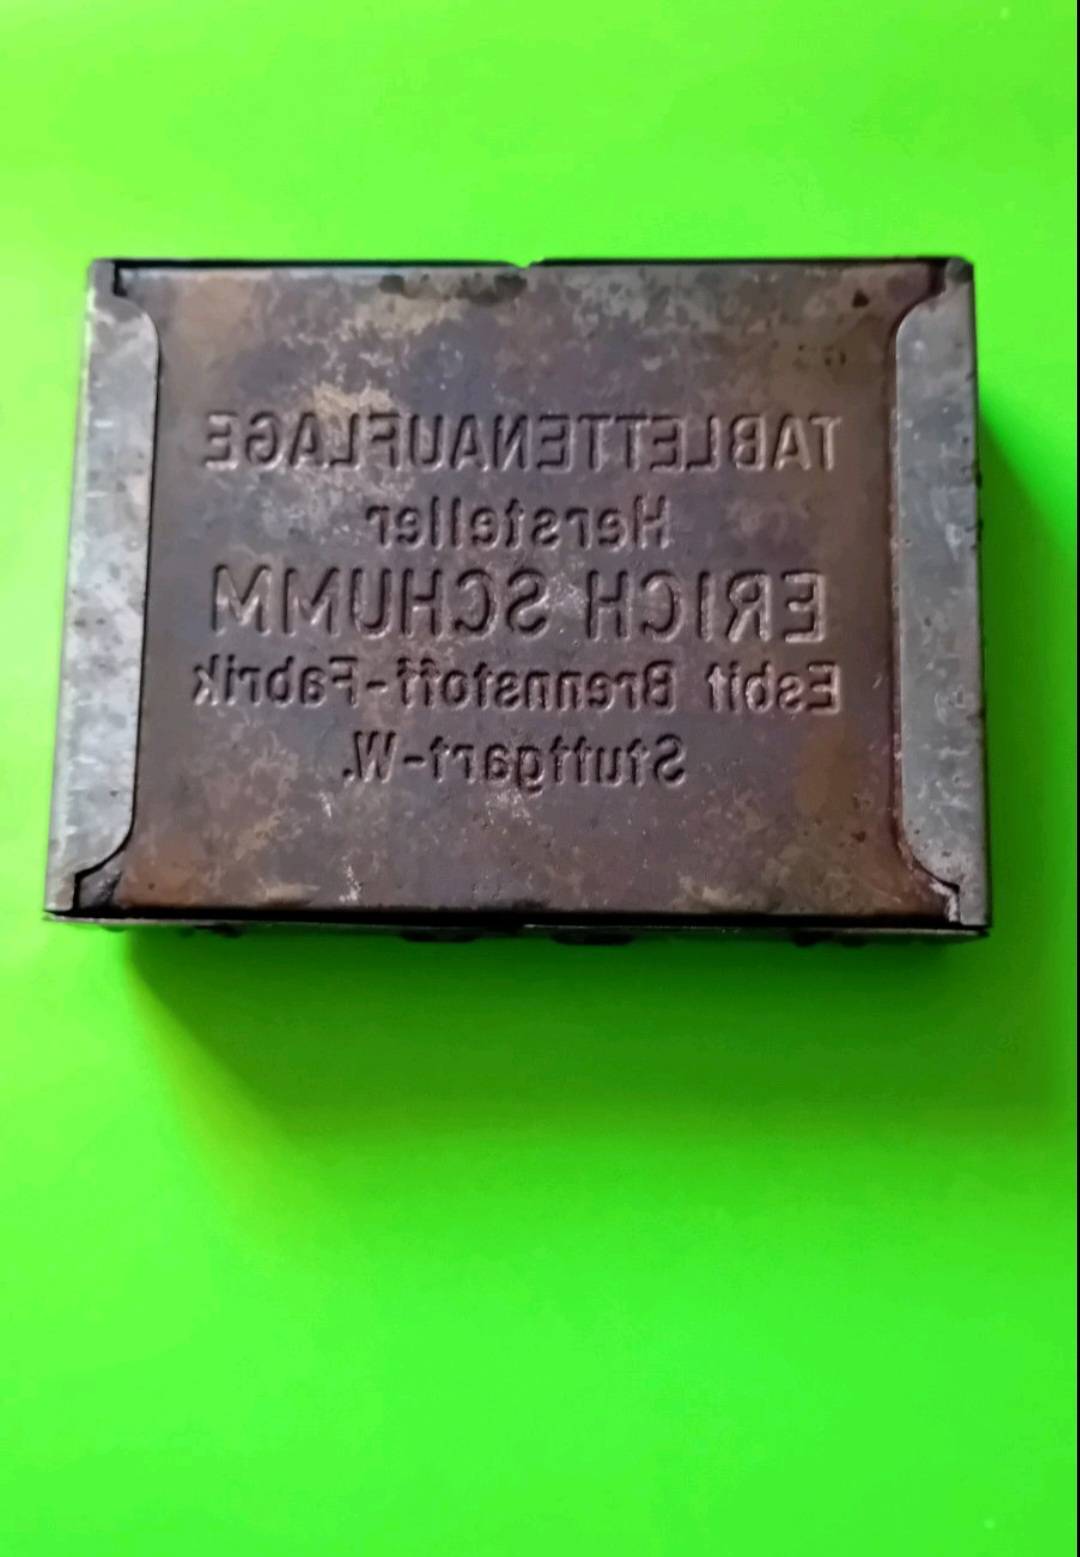 TABLETTENAUFLAGE
Hersteller
ERICH SCHUMM
Esbit Brennstoff-Fabrik
Stuttgart-W.